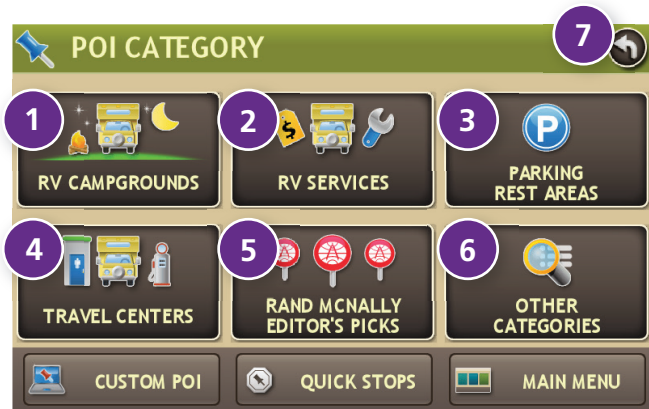 POI CATEGORY
7
1
RV CAMPGROUNDS
2
$
RV SERVICES
3
P
PARKING
REST AREAS
4
TRAVEL CENTERS
5
RAND MCNALLY
EDITOR'S PICKS
6
OTHER
CATEGORIES
CUSTOM POI
QUICK STOPS
MAIN MENU